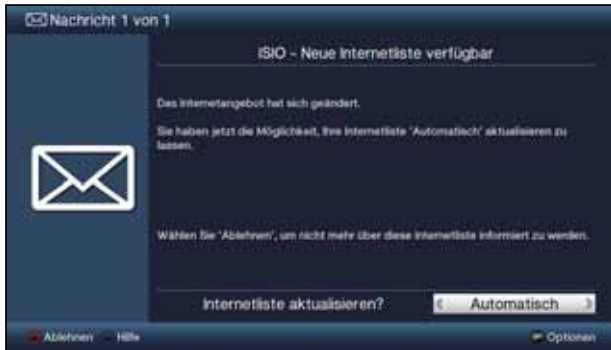 Nachricht 1 von 1
ISIO - Neue Internetliste verfügbar
Das Internetangebot hat sich geändert.
Sie haben jetzt die Möglichkeit, Ihre Internetliste 'Automatisch' aktualisieren zu
lassen.
Wählen Sie 'Ablehnen', um nicht mehr über diese Internetliste informiert zu werden.
Internetliste aktualisieren?
Automatisch
Ablehnen Hilfe
Optionen